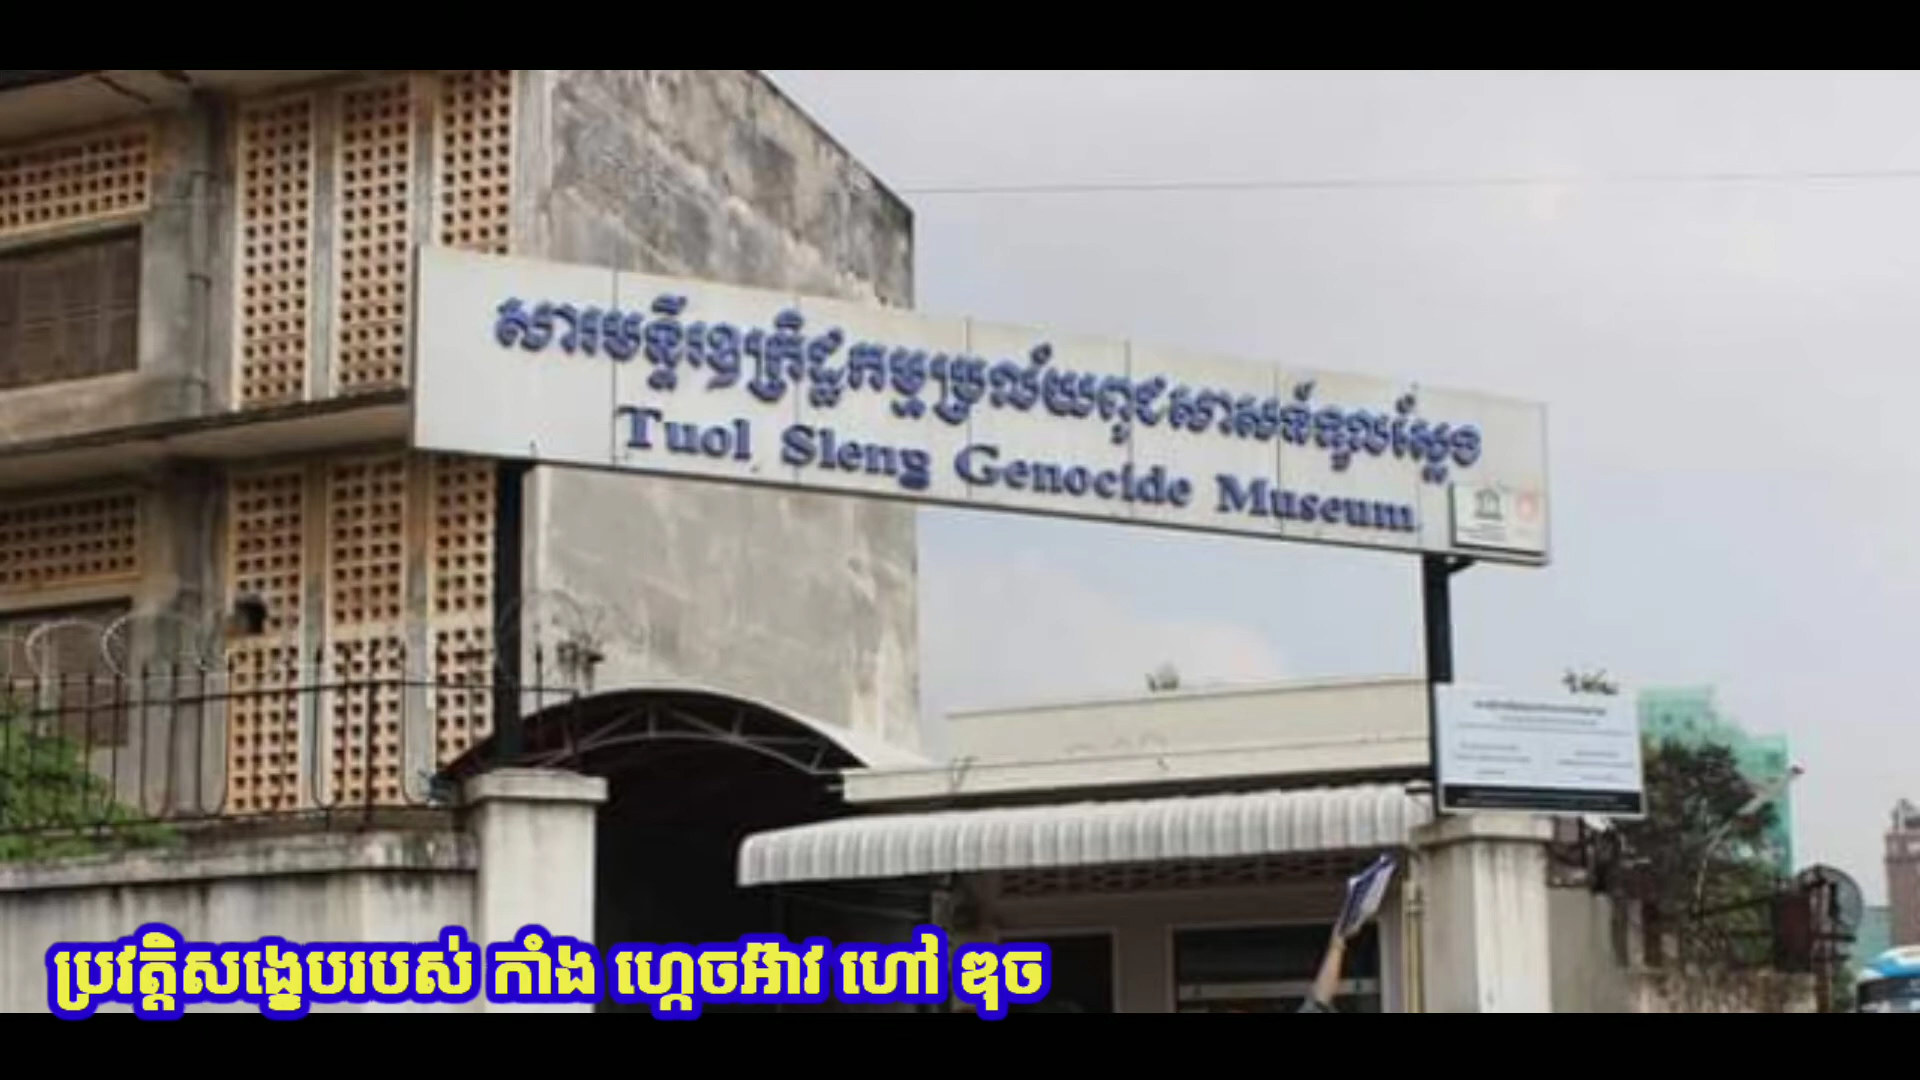 សារមន្ទីរឧក្រិដ្ឋកម្មប្រល័យពូជសាសន៍ទួលស្លែង
Tuol Sleng Genocide Museum
ប្រវត្តិសង្ខេបរបស់ កាំង ហ្កេចអ៊ាវ ហៅ ឌុច